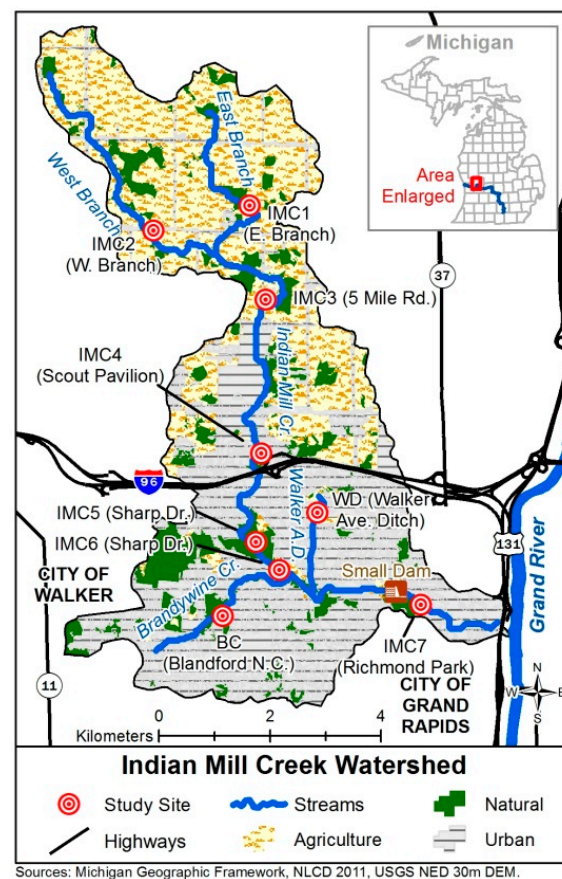 Michigan
Area
Enlarged
East Branch
West Branch
IMC1
(E. Branch)
IMC2
(W. Branch)
37
IMC3 (5 Mile Rd.)
IMC4
(Scout Pavilion)
Indian Mill Cr.
96
WD (Walker
Ave. Ditch)
Walker A.D.
IMC5 (Sharp Dr.)
IMC6 (Sharp Dr.)
131
Grand River
CITY OF
WALKER
Small Dam
Brandywine Cr.
BC
(Blandford N.C.)
IMC7
(Richmond Park)
11
CITY OF
GRAND
RAPIDS
N
W E
S
0 2 4
Kilometers
Indian Mill Creek Watershed
Study Site Streams Natural
Highways Agriculture Urban
Sources: Michigan Geographic Framework, NLCD 2011, USGS NED 30m DEM.